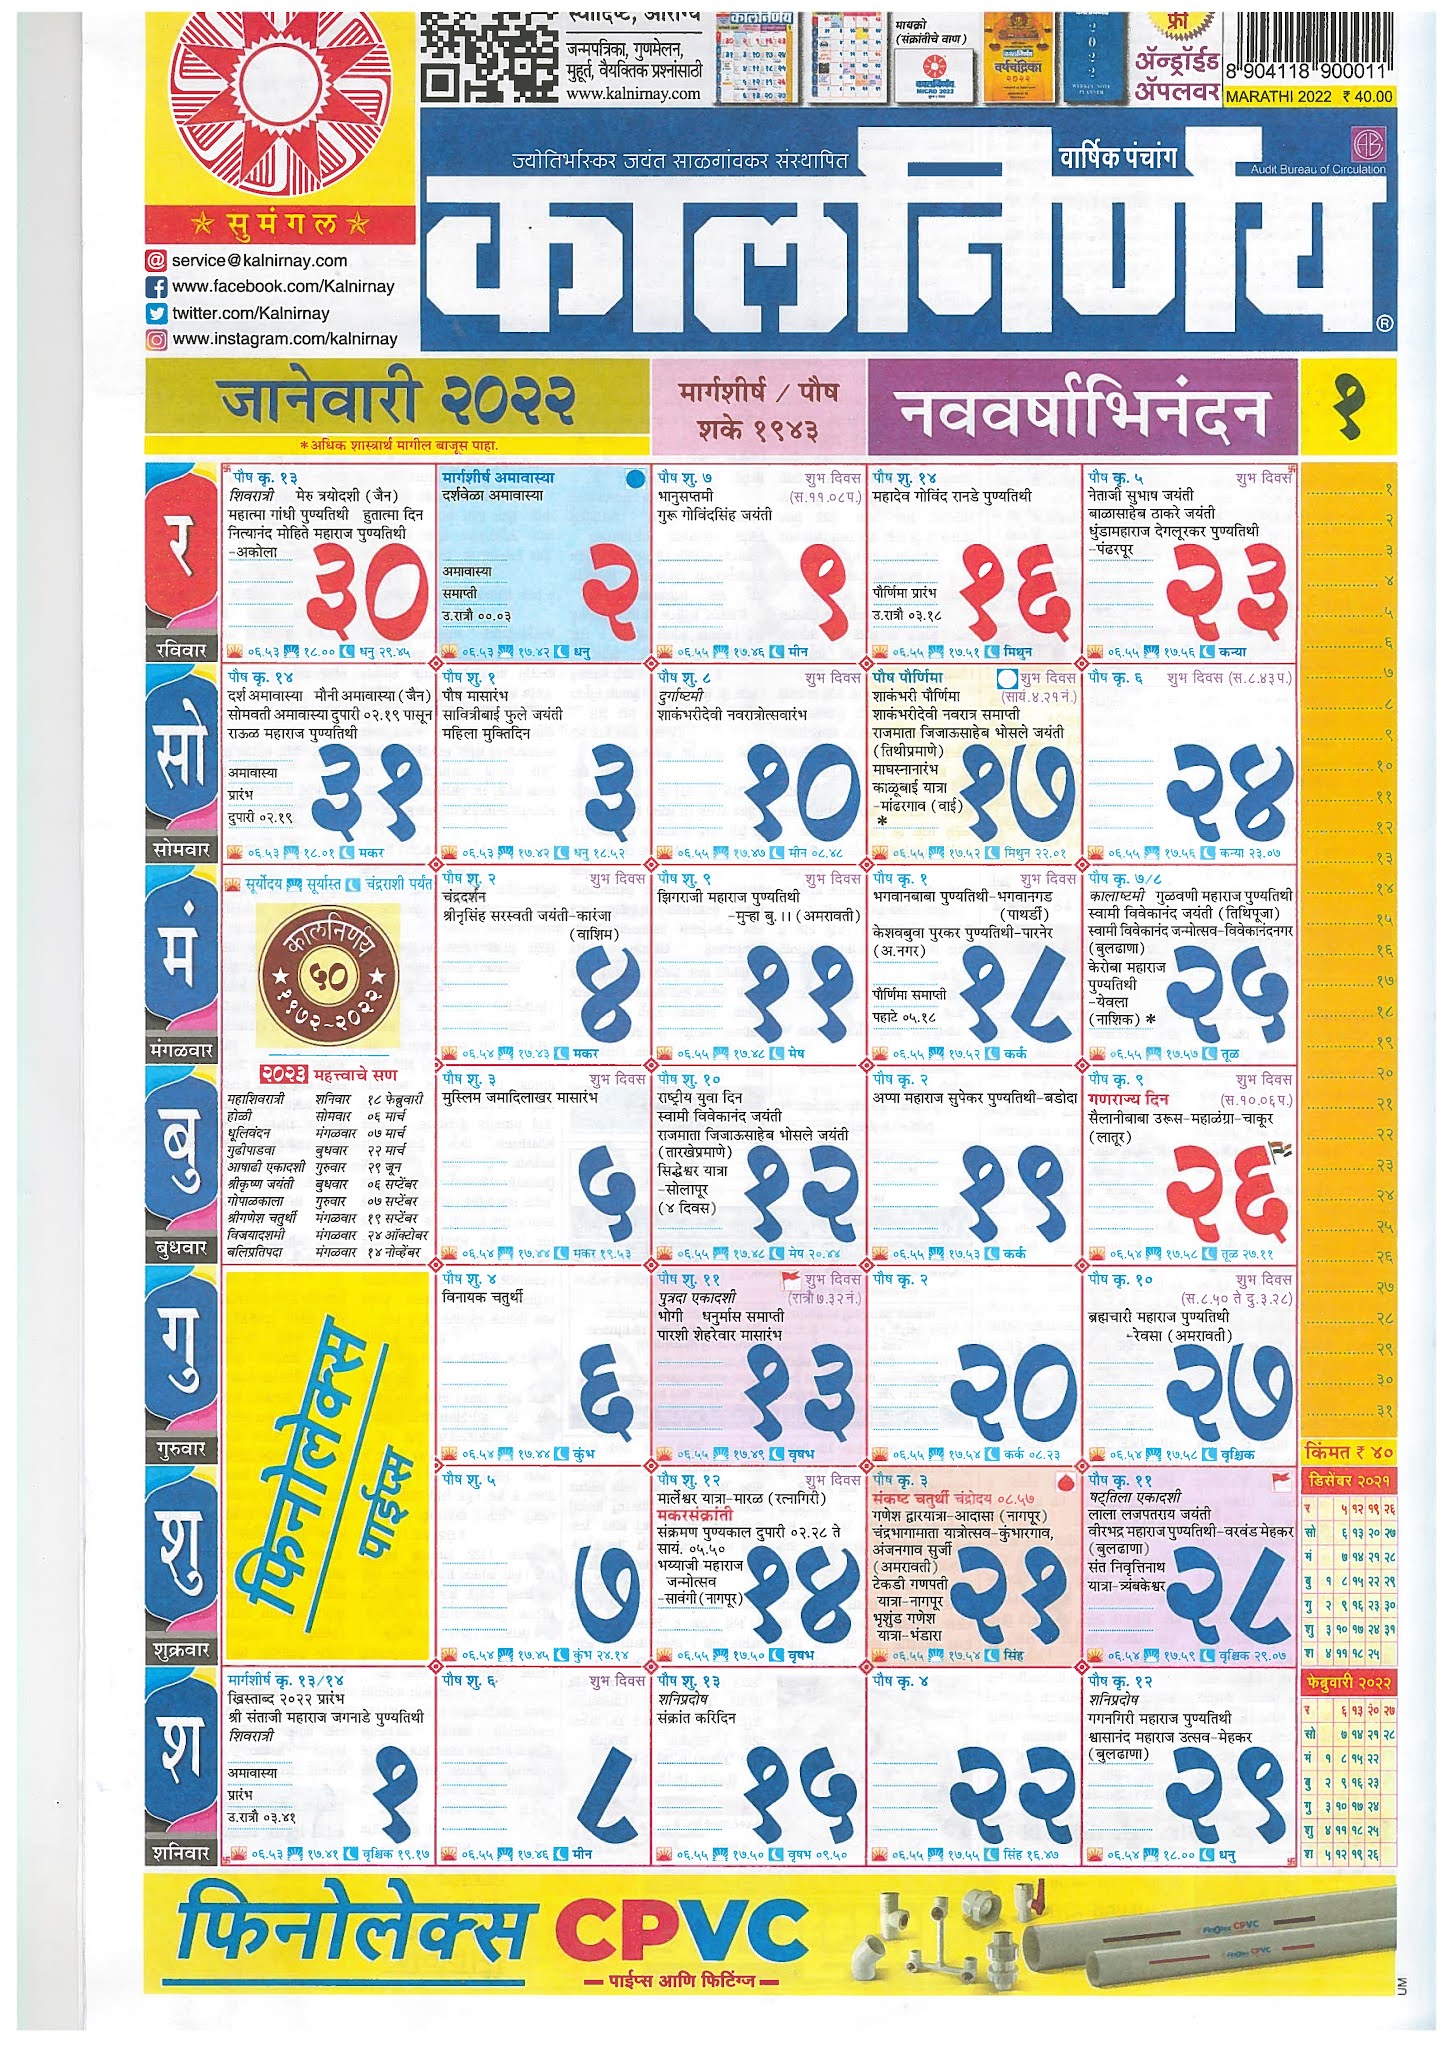 जन्मपत्रिका, गुणमेलन,
मुहूर्त, वैयक्तिक प्रश्नांसाठी
www.kalnirnay.com
मायक्रो
(संक्रांतीचे वाण)
फ्री
ॲन्ड्रॉईड
ॲपलवर
8 904118 900011
MARATHI 2022 ₹ 40.00
सुमंगल
service@kalnirnay.com
www.facebook.com/Kalnirnay
twitter.com/Kalnirnay
www.instagram.com/kalnirnay
ज्योतिर्भास्कर जयंत साळगांवकर संस्थापित
वार्षिक पंचांग
Audit Bureau of Circulation
कालनिर्णय ®
जानेवारी २०२२
*अधिक शास्त्रार्थ मागील बाजूस पाहा.
मार्गशीर्ष / पौष
शके १९४३
नववर्षाभिनंदन
१
र
रविवार
पौष कृ. १३
शिवरात्री मेरु त्रयोदशी (जैन)
महात्मा गांधी पुण्यतिथी हुतात्मा दिन
नित्यानंद मोहिते महाराज पुण्यतिथी
-अकोला
३०
०६.५३ १८.०० धनु २९.४५
मार्गशीर्ष अमावास्या
दर्शवेळा अमावास्या
अमावास्या
समाप्ती
उ.रात्रौ ००.०३
२
०६.५३ १७.४२ धनु
पौष शु. ७ शुभ दिवस
भानुसप्तमी (स.११.०८प.)
गुरू गोविंदसिंह जयंती
९
०६.५५ १७.४६ मीन
पौष शु. १४
महादेव गोविंद रानडे पुण्यतिथी
पौर्णिमा प्रारंभ
उ.रात्रौ ०३.१८
१६
०६.५५ १७.५१ मिथुन
पौष कृ. ५ शुभ दिवस
नेताजी सुभाष जयंती
बाळासाहेब ठाकरे जयंती
धुंडामहाराज देगलूरकर पुण्यतिथी
-पंढरपूर
२३
०६.५५ १७.५६ कन्या
सो
सोमवार
पौष कृ. १४
दर्श अमावास्या मौनी अमावास्या (जैन)
सोमवती अमावास्या दुपारी ०२.१९ पासून
राऊळ महाराज पुण्यतिथी
अमावास्या
प्रारंभ
दुपारी ०२.१९
३१
०६.५३ १८.०१ मकर
पौष शु. १
पौष मासारंभ
सावित्रीबाई फुले जयंती
महिला मुक्तिदिन
३
०६.५३ १७.४२ धनु १८.५२
पौष शु. ८ शुभ दिवस
दुर्गाष्टमी
शाकंभरीदेवी नवरात्रोत्सवारंभ
१०
०६.५५ १७.४७ मीन ०८.४८
पौष पौर्णिमा शुभ दिवस
शाकंभरी पौर्णिमा (सायं.४.२१नं.)
शाकंभरीदेवी नवरात्र समाप्ती
राजमाता जिजाऊसाहेब भोसले जयंती
(तिथीप्रमाणे)
माघस्नानारंभ
काळूबाई यात्रा
-मांढरगाव (वाई)
*
१७
०६.५५ १७.५२ मिथुन २२.०१
पौष कृ. ६ शुभ दिवस (स.८.४३प.)
२४
०६.५५ १७.५६ कन्या २३.०७
मं
मंगळवार
सूर्योदय सूर्यास्त चंद्रराशी पर्यंत
कालनिर्णय
५०
१९७३~२०२२
पौष शु. २ शुभ दिवस
चंद्रदर्शन
श्रीनृसिंह सरस्वती जयंती-कारंजा
(वाशिम)
४
०६.५४ १७.४३ मकर
पौष शु. ९ शुभ दिवस
झिगराजी महाराज पुण्यतिथी
-मुऱ्हा बु.।। (अमरावती)
११
०६.५५ १७.४८ मेष
पौष कृ. १ शुभ दिवस
भगवानबाबा पुण्यतिथी-भगवानगड
(पाथर्डी)
केशवबुवा पुरकर पुण्यतिथी-पारनेर
(अ.नगर)
पौर्णिमा समाप्ती
पहाटे ०५.१८
१८
०६.५५ १७.५२ कर्क
पौष कृ. ७/८
कालाष्टमी गुळवणी महाराज पुण्यतिथी
स्वामी विवेकानंद जयंती (तिथिपूजा)
स्वामी विवेकानंद जन्मोत्सव-विवेकानंदनगर
(बुलढाणा)
केरोबा महाराज
पुण्यतिथी
-येवला
(नाशिक) *
२५
०६.५५ १७.५७ तूळ
बु
बुधवार
२०२३ महत्त्वाचे सण
महाशिवरात्री शनिवार १८ फेब्रुवारी
होळी सोमवार ०६ मार्च
धूलिवंदन मंगळवार ०७ मार्च
गुढीपाडवा बुधवार २२ मार्च
आषाढी एकादशी गुरुवार २९ जून
श्रीकृष्ण जयंती बुधवार ०६ सप्टेंबर
गोपाळकाला गुरुवार ०७ सप्टेंबर
श्रीगणेश चतुर्थी मंगळवार १९ सप्टेंबर
विजयादशमी मंगळवार २४ ऑक्टोबर
बलिप्रतिपदा मंगळवार १४ नोव्हेंबर
पौष शु. ३ शुभ दिवस
मुस्लिम जमादिलाखर मासारंभ
५
०६.५४ १७.४४ मकर १९.५३
पौष शु. १०
राष्ट्रीय युवा दिन
स्वामी विवेकानंद जयंती
राजमाता जिजाऊसाहेब भोसले जयंती
(तारखेप्रमाणे)
सिद्धेश्वर यात्रा
-सोलापूर
(४ दिवस)
१२
०६.५५ १७.४८ मेष २०.४४
पौष कृ. २
अप्पा महाराज सुपेकर पुण्यतिथी-बडोदा
१९
०६.५५ १७.५३ कर्क
पौष कृ. ९ शुभ दिवस
गणराज्य दिन (स.१०.०६प.)
सैलानीबाबा उरूस-महाळंग्रा-चाकूर
(लातूर)
२६
०६.५४ १७.५८ तूळ २७.११
गु
गुरुवार
फिनोलेक्स
पाईप्स
पौष शु. ४
विनायक चतुर्थी
६
०६.५४ १७.४४ कुंभ
पौष शु. ११ शुभ दिवस
पुत्रदा एकादशी (रात्रौ ७.३२ नं.)
भोगी धनुर्मास समाप्ती
पारशी शेहरेवार मासारंभ
१३
०६.५५ १७.४९ वृषभ
पौष कृ. २
२०
०६.५५ १७.५४ कर्क ०८.२३
पौष कृ. १० शुभ दिवस
(स.८.५० ते दु.३.२८)
ब्रह्मचारी महाराज पुण्यतिथी
-रेवसा (अमरावती)
२७
०६.५४ १७.५८ वृश्चिक
शु
शुक्रवार
पौष शु. ५
७
०६.५४ १७.४५ कुंभ २४.१४
पौष शु. १२ शुभ दिवस
मार्लेश्वर यात्रा-मारळ (रत्नागिरी)
मकरसंक्रांती
संक्रमण पुण्यकाल दुपारी ०२.२८ ते
सायं. ०५.५०
भय्याजी महाराज
जन्मोत्सव
-सावंगी (नागपूर)
१४
०६.५५ १७.५० वृषभ
पौष कृ. ३
संकष्ट चतुर्थी चंद्रोदय ०८.५७
गणेश द्वारयात्रा-आदासा (नागपूर)
चंद्रभागामाता यात्रोत्सव-कुंभारगाव,
अंजनगाव सुर्जी
(अमरावती)
टेकडी गणपती
यात्रा-नागपूर
भृशुंड गणेश
यात्रा-भंडारा
२१
०६.५५ १७.५४ सिंह
पौष कृ. ११
षट्‌तिला एकादशी
लाला लजपतराय जयंती
वीरभद्र महाराज पुण्यतिथी-वरवंड मेहकर
(बुलढाणा)
संत निवृत्तिनाथ
यात्रा-त्र्यंबकेश्वर
२८
०६.५४ १७.५९ वृश्चिक २९.०७
श
शनिवार
मार्गशीर्ष कृ. १३/१४
ख्रिस्ताब्द २०२२ प्रारंभ
श्री संताजी महाराज जगनाडे पुण्यतिथी
शिवरात्री
अमावास्या
प्रारंभ
उ.रात्रौ ०३.४१
१
०६.५३ १७.४१ वृश्चिक १९.१७
पौष शु. ६ शुभ दिवस
८
०६.५५ १७.४६ मीन
पौष शु. १३
शनिप्रदोष
संक्रांत करिदिन
१५
०६.५५ १७.५० वृषभ ०९.५०
पौष कृ. ४
२२
०६.५५ १७.५५ सिंह १६.४७
पौष कृ. १२
शनिप्रदोष
गगनगिरी महाराज पुण्यतिथी
श्वासानंद महाराज उत्सव-मेहकर
(बुलढाणा)
२९
०६.५४ १८.०० धनु
१
२
३
४
५
६
७
८
९
१०
११
१२
१३
१४
१५
१६
१७
१८
१९
२०
२१
२२
२३
२४
२५
२६
२७
२८
२९
३०
३१
किंमत ₹ ४०
डिसेंबर २०२१
र ५ १२ १९ २६
सो ६ १३ २० २७
मं ७ १४ २१ २८
बु १ ८ १५ २२ २९
गु २ ९ १६ २३ ३०
शु ३ १० १७ २४ ३१
श ४ ११ १८ २५
फेब्रुवारी २०२२
र ६ १३ २० २७
सो ७ १४ २१ २८
मं १ ८ १५ २२
बु २ ९ १६ २३
गु ३ १० १७ २४
शु ४ ११ १८ २५
श ५ १२ १९ २६
फिनोलेक्स CPVC
पाईप्स आणि फिटिंग्ज
UM